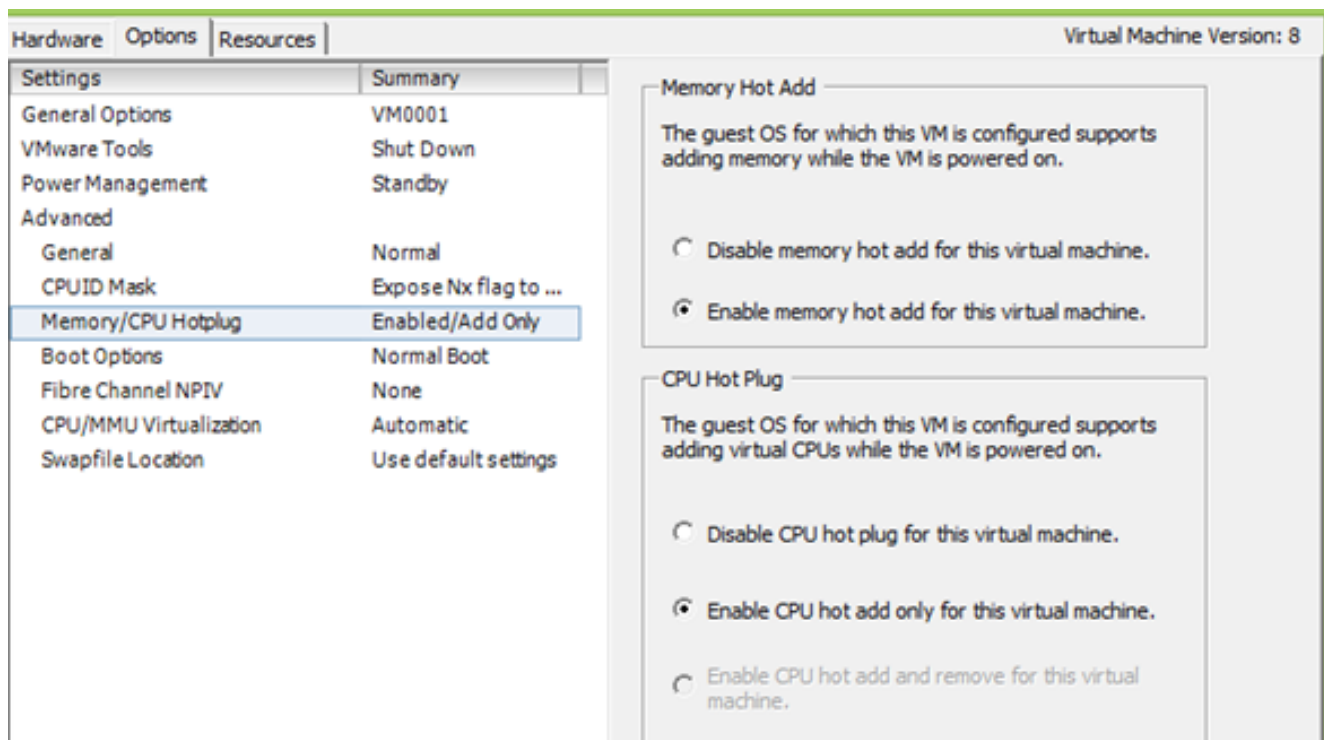 Hardware Options Resources Virtual Machine Version: 8
Settings Summary
General Options VM0001
VMware Tools Shut Down
Power Management Standby
Advanced
General Normal
CPUID Mask Expose Nx flag to ...
Memory/CPU Hotplug Enabled/Add Only
Boot Options Normal Boot
Fibre Channel NPIV None
CPU/MMU Virtualization Automatic
Swapfile Location Use default settings
Memory Hot Add
The guest OS for which this VM is configured supports
adding memory while the VM is powered on.
Disable memory hot add for this virtual machine.
Enable memory hot add for this virtual machine.
CPU Hot Plug
The guest OS for which this VM is configured supports
adding virtual CPUs while the VM is powered on.
Disable CPU hot plug for this virtual machine.
Enable CPU hot add only for this virtual machine.
Enable CPU hot add and remove for this virtual
machine.